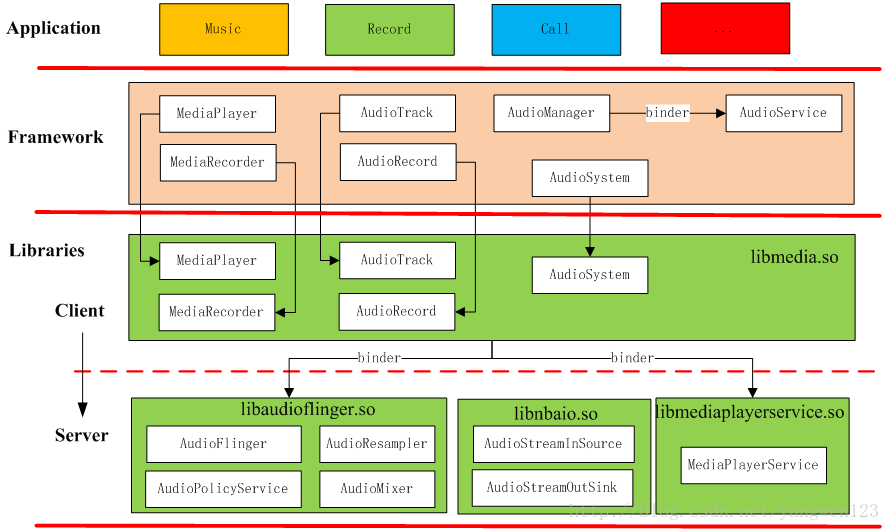 Application
Music
Record
Call
...
Framework
MediaPlayer
AudioTrack
AudioManager
binder
AudioService
MediaRecorder
AudioRecord
AudioSystem
Libraries
libmedia.so
MediaPlayer
AudioTrack
AudioSystem
Client
MediaRecorder
AudioRecord
binder
binder
Server
libaudioflinger.so
AudioFlinger
AudioResampler
AudioPolicyService
AudioMixer
libnbaio.so
AudioStreamInSource
AudioStreamOutSink
libmediaplayerservice.so
MediaPlayerService